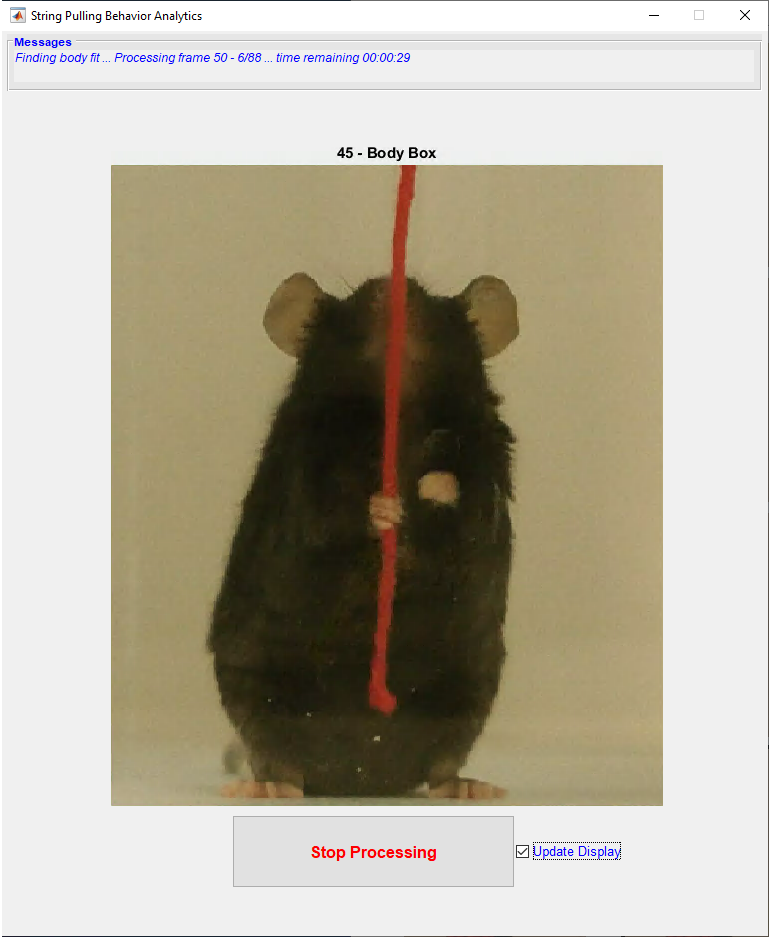 String Pulling Behavior Analytics
Messages
Finding body fit ... Processing frame 50 - 6/88 ... time remaining 00:00:29
45 - Body Box
Stop Processing
Update Display